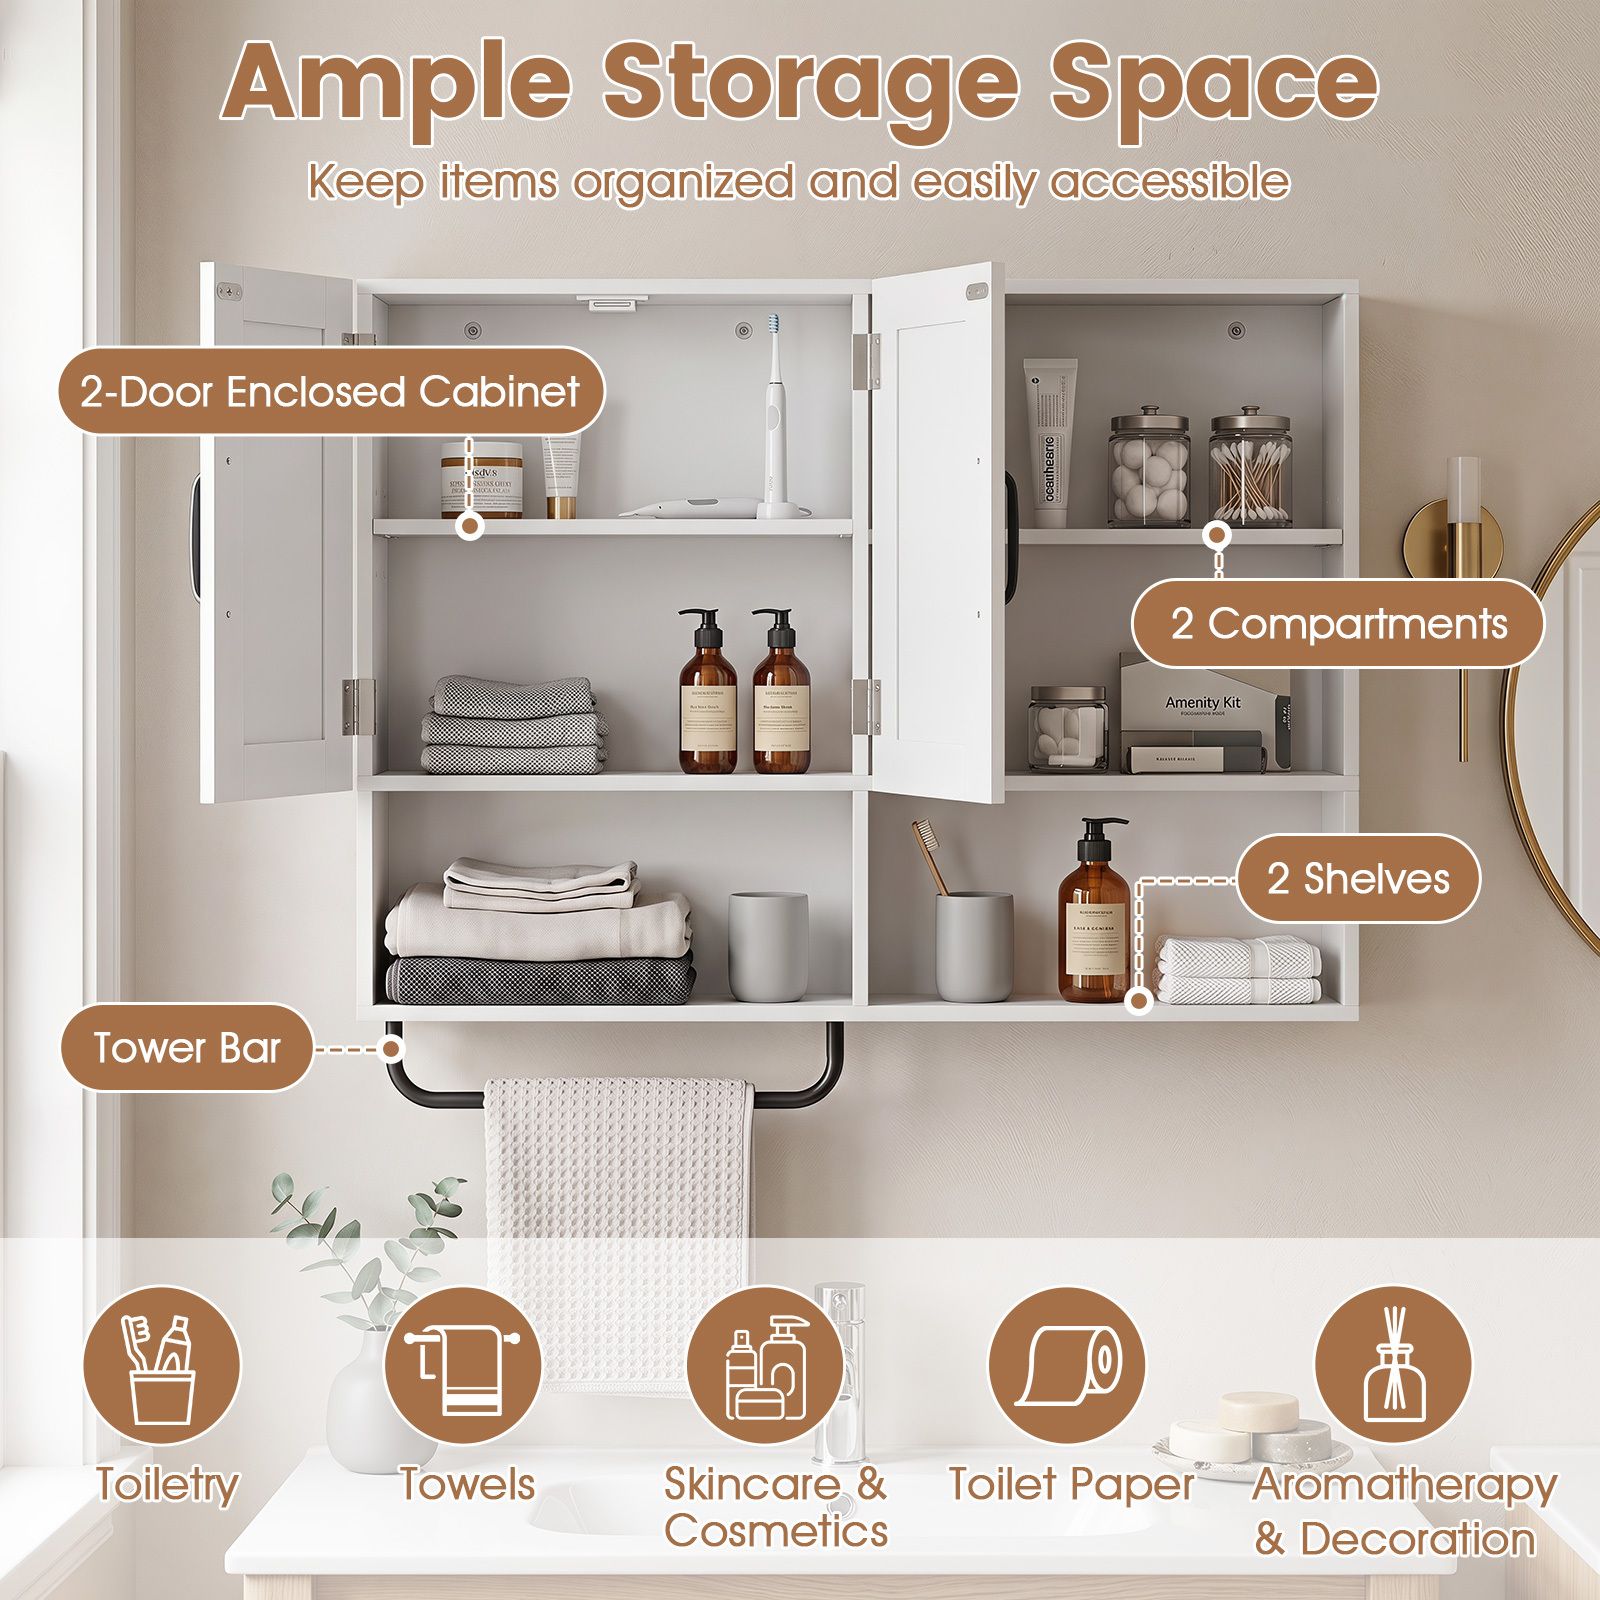 Ample Storage Space
Keep items organized and easily accessible
2-Door Enclosed Cabinet
2 Compartments
Amenity Kit
2 Shelves
Tower Bar
Toiletry
Towels
Skincare &
Cosmetics
Toilet Paper
Aromatherapy
& Decoration